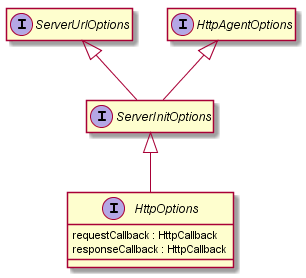 I ServerUrlOptions
I HttpAgentOptions
I ServerInitOptions
I HttpOptions
requestCallback : HttpCallback
responseCallback : HttpCallback